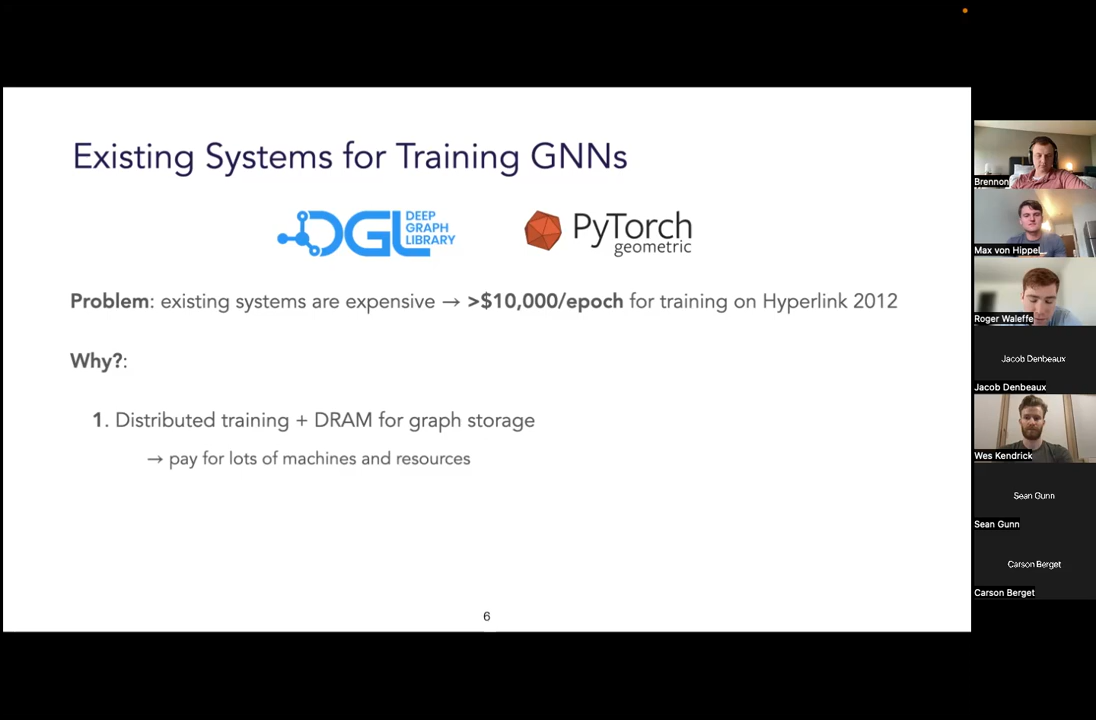 Existing Systems for Training GNNs
DGL DEEP
GRAPH
LIBRARY
PyTorch
geometric
Problem: existing systems are expensive → >$10,000/epoch for training on Hyperlink 2012
Why?:
1. Distributed training + DRAM for graph storage
→ pay for lots of machines and resources
6
Brennon
Max von Hippel
Roger Waleffe
Jacob Denbeaux
Jacob Denbeaux
Wes Kendrick
Sean Gunn
Sean Gunn
Carson Berget
Carson Berget